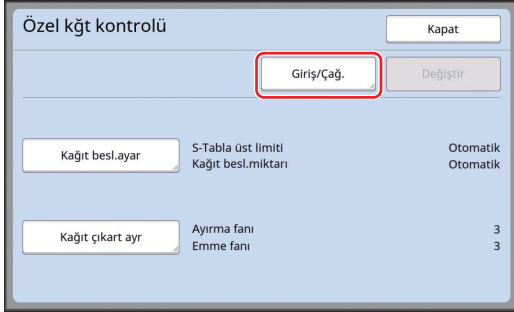 Özel kğt kontrolü
Kapat
Giriş/Çağ.
Değiştir
Kağıt besl.ayar
S-Tabla üst limiti
Otomatik
Kağıt besl.miktarı
Otomatik
Kağıt çıkart ayr
Ayırma fanı
3
Emme fanı
3